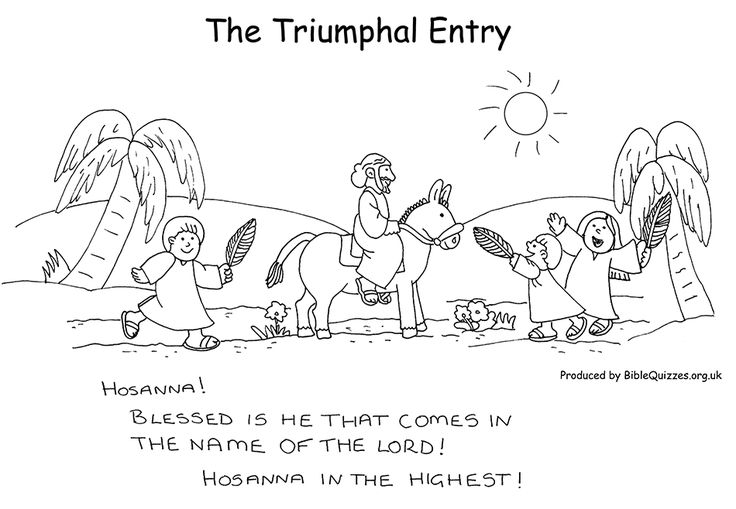 The Triumphal Entry
Produced by BibleQuizzes.org.uk
HOSANNA!
BLESSED IS HE THAT COMES IN
THE NAME OF THE LORD!
HOSANNA IN THE HIGHEST!